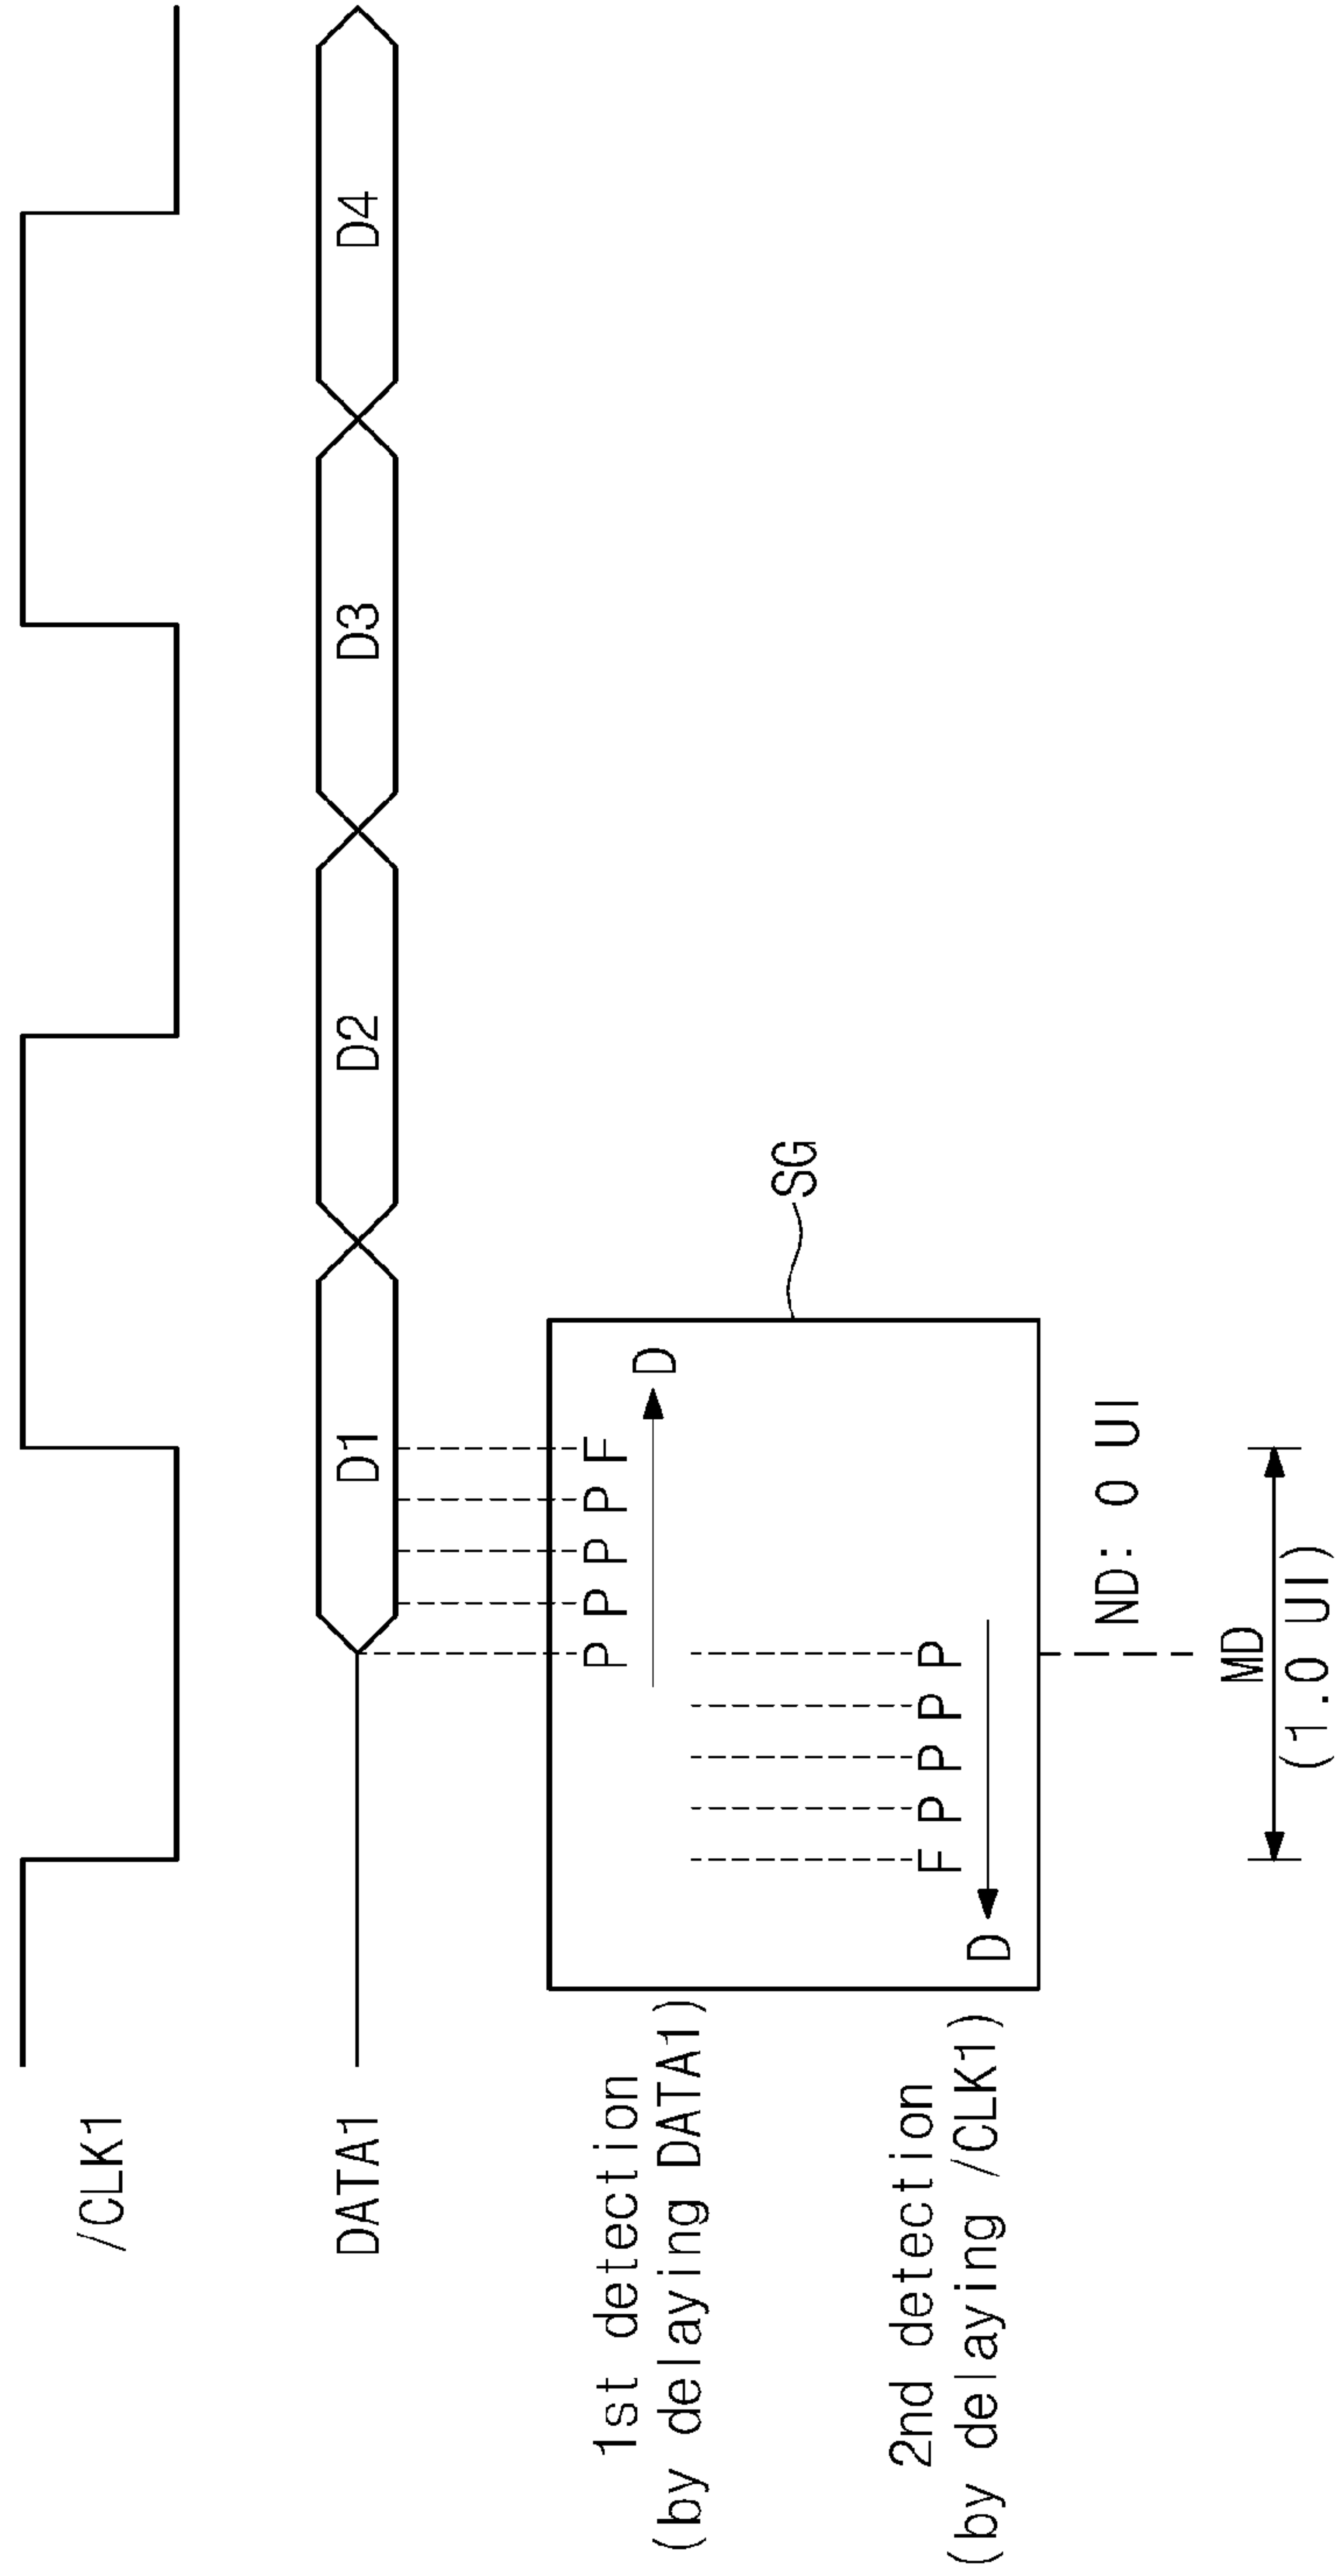 /CLK1
DATA1
D1
D2
D3
D4
1st detection
(by delaying DATA1)
P P P P F
D
SG
2nd detection
(by delaying /CLK1)
F P P P P
D
ND: 0 UI
MD
(1.0 UI)